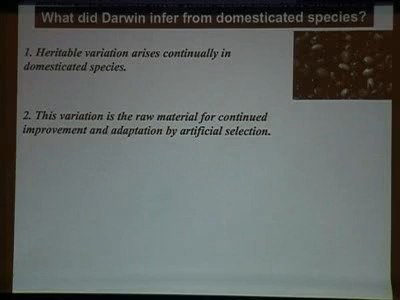 What did Darwin infer from domesticated species?
1. Heritable variation arises continually in
domesticated species.
2. This variation is the raw material for continued
improvement and adaptation by artificial selection.